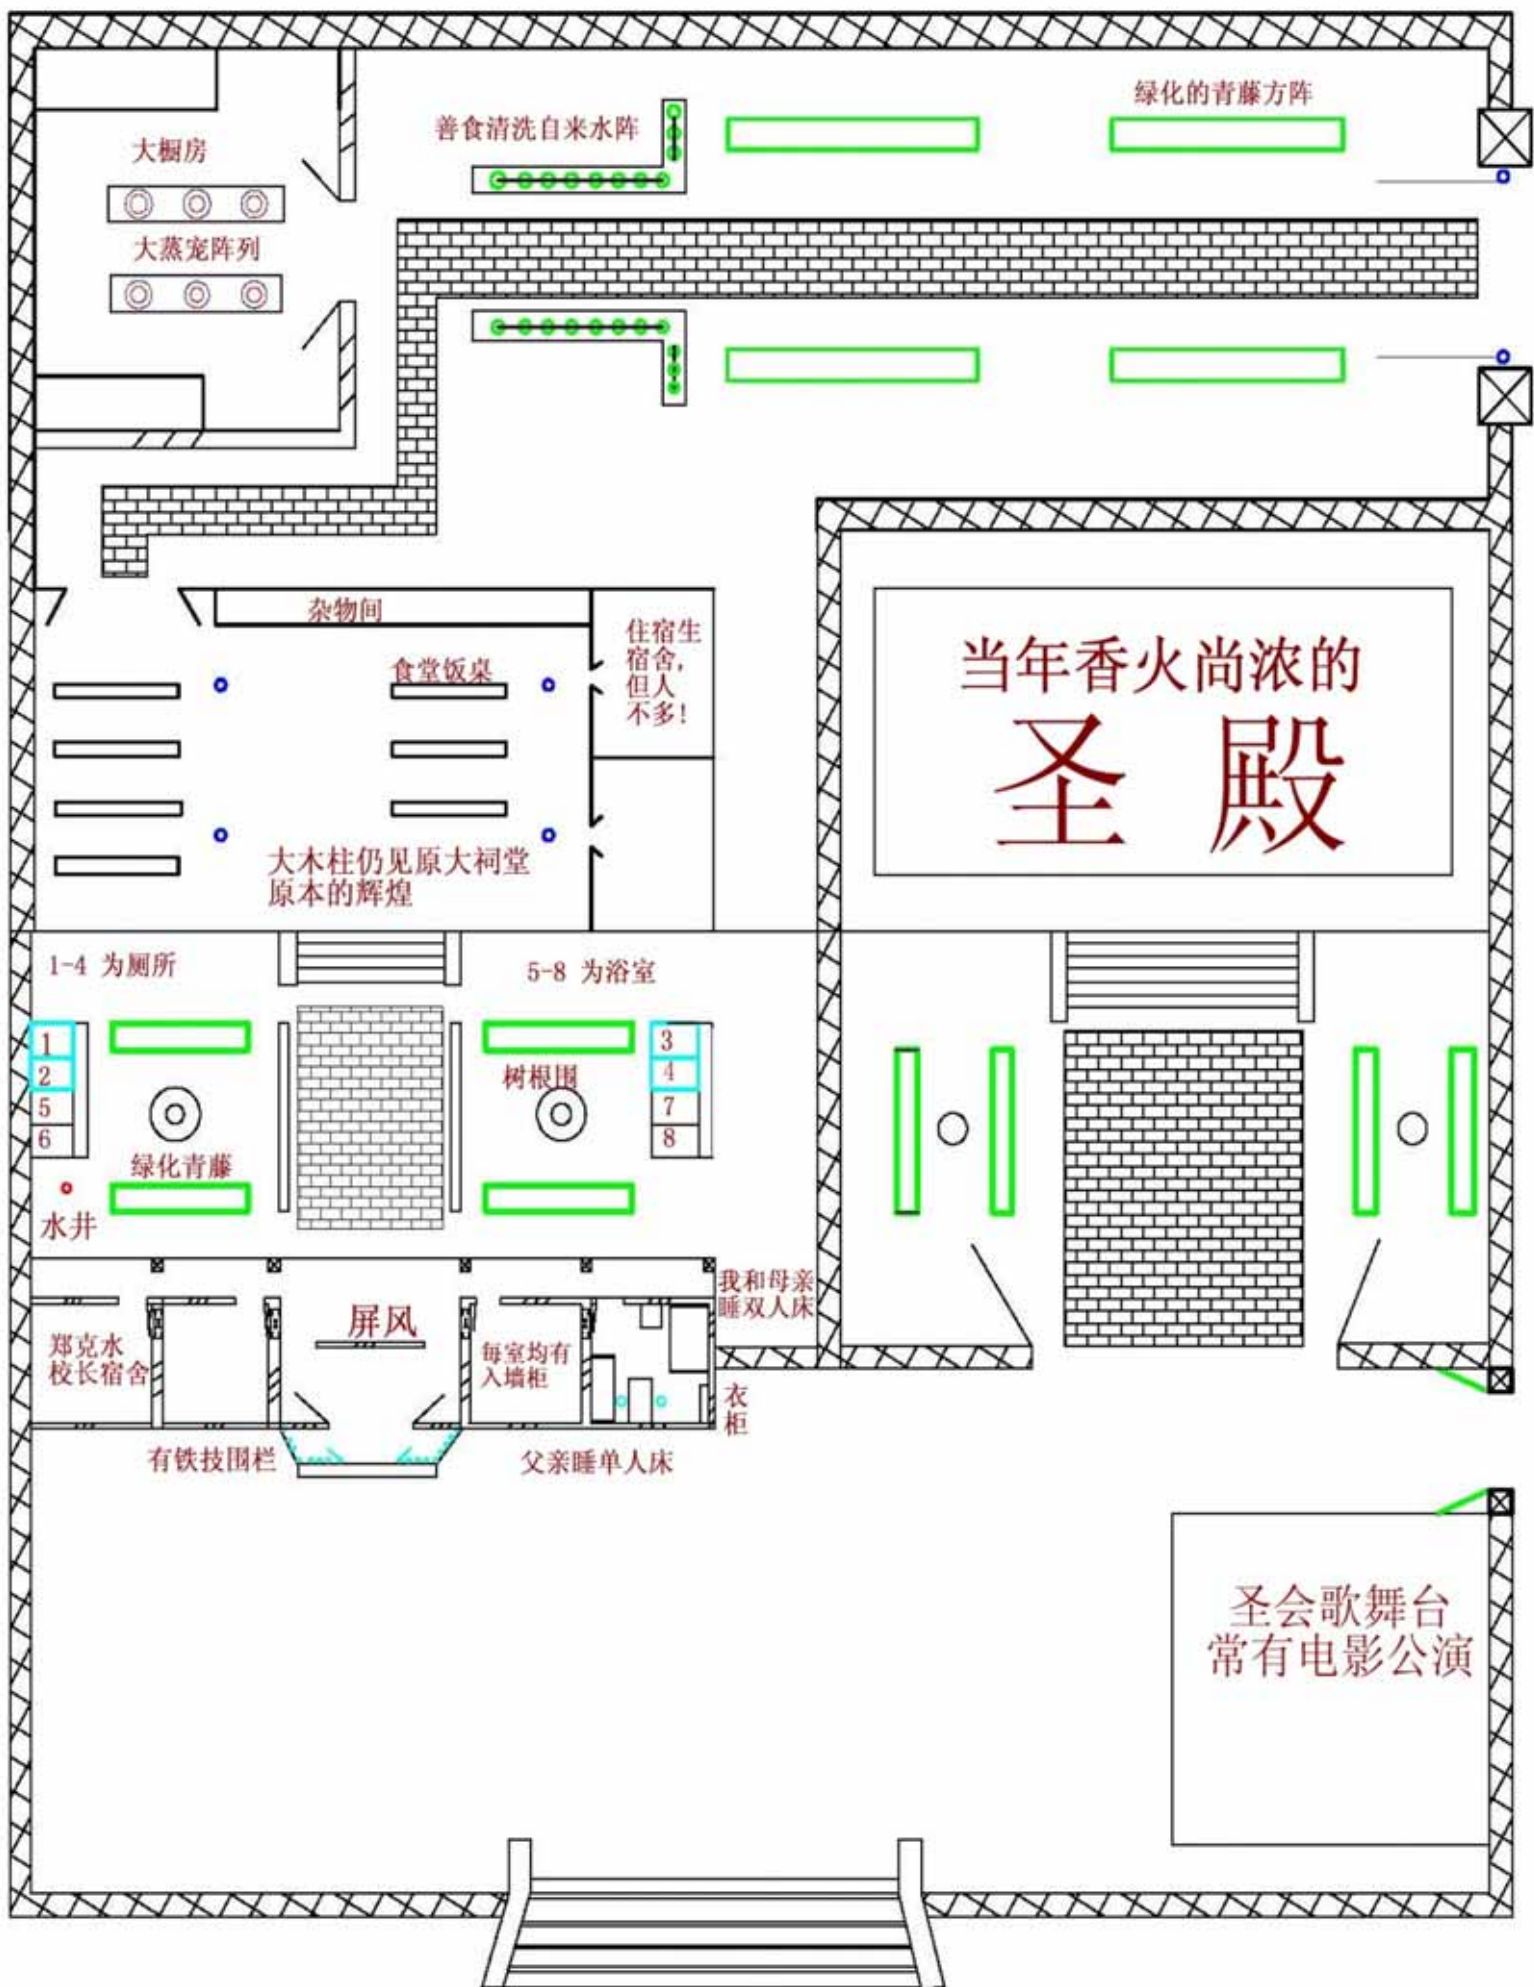 绿化的青藤方阵
善食清洗自来水阵
大橱房
大蒸宠阵列
杂物间
食堂饭桌
住宿生
宿舍,
但人
不多!
当年香火尚浓的
圣 殿
大木柱仍见原大祠堂
原本的辉煌
1-4 为厕所
5-8 为浴室
1
2
5
6
3
4
7
8
树根围
绿化青藤
水井
我和母亲
睡双人床
屏风
郑克水
校长宿舍
每室均有
入墙柜
衣
柜
有铁技围栏
父亲睡单人床
圣会歌舞台
常有电影公演